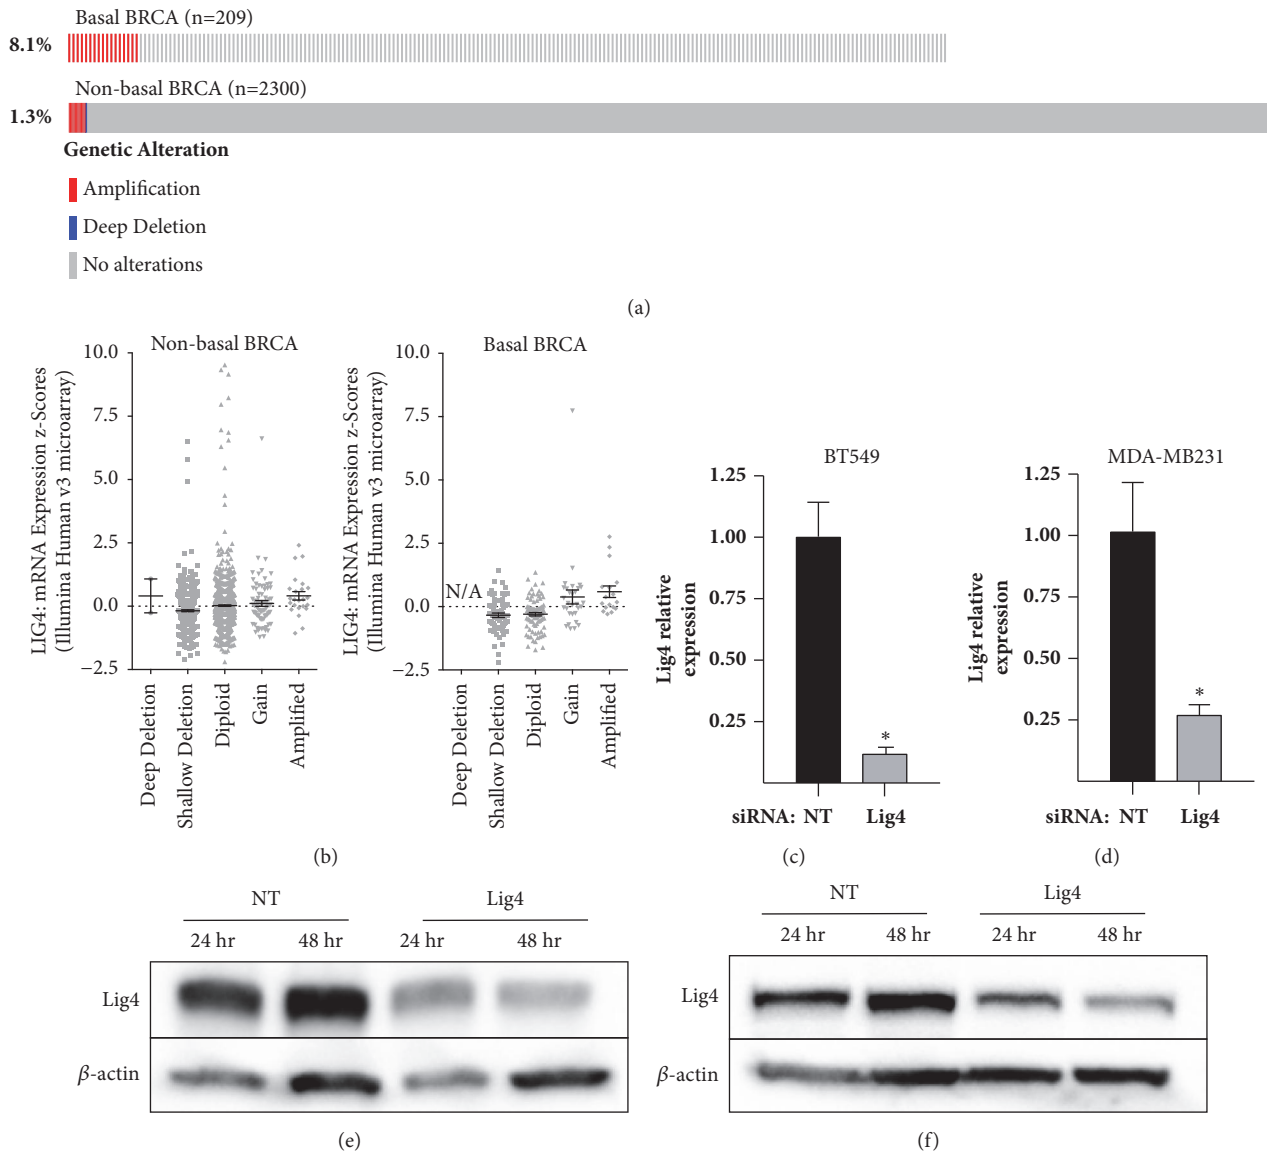 Basal BRCA (n=209)
8.1%
Non-basal BRCA (n=2300)
1.3%
Genetic Alteration
Amplification
Deep Deletion
No alterations
(a)
Non-basal BRCA
LIG4: mRNA Expression z-Scores
(Illumina Human v3 microarray)
10.0
7.5
5.0
2.5
0.0
−2.5
Deep Deletion
Shallow Deletion
Diploid
Gain
Amplified
Basal BRCA
LIG4: mRNA Expression z-Scores
(Illumina Human v3 microarray)
10.0
7.5
5.0
2.5
0.0
−2.5
N/A
Deep Deletion
Shallow Deletion
Diploid
Gain
Amplified
(b)
BT549
Lig4 relative
expression
1.25
1.00
0.75
0.50
0.25
*
siRNA: NT Lig4
(c)
MDA-MB231
Lig4 relative
expression
1.25
1.00
0.75
0.50
0.25
*
siRNA: NT Lig4
(d)
NT Lig4
24 hr 48 hr 24 hr 48 hr
Lig4
β-actin
(e)
NT Lig4
24 hr 48 hr 24 hr 48 hr
Lig4
β-actin
(f)